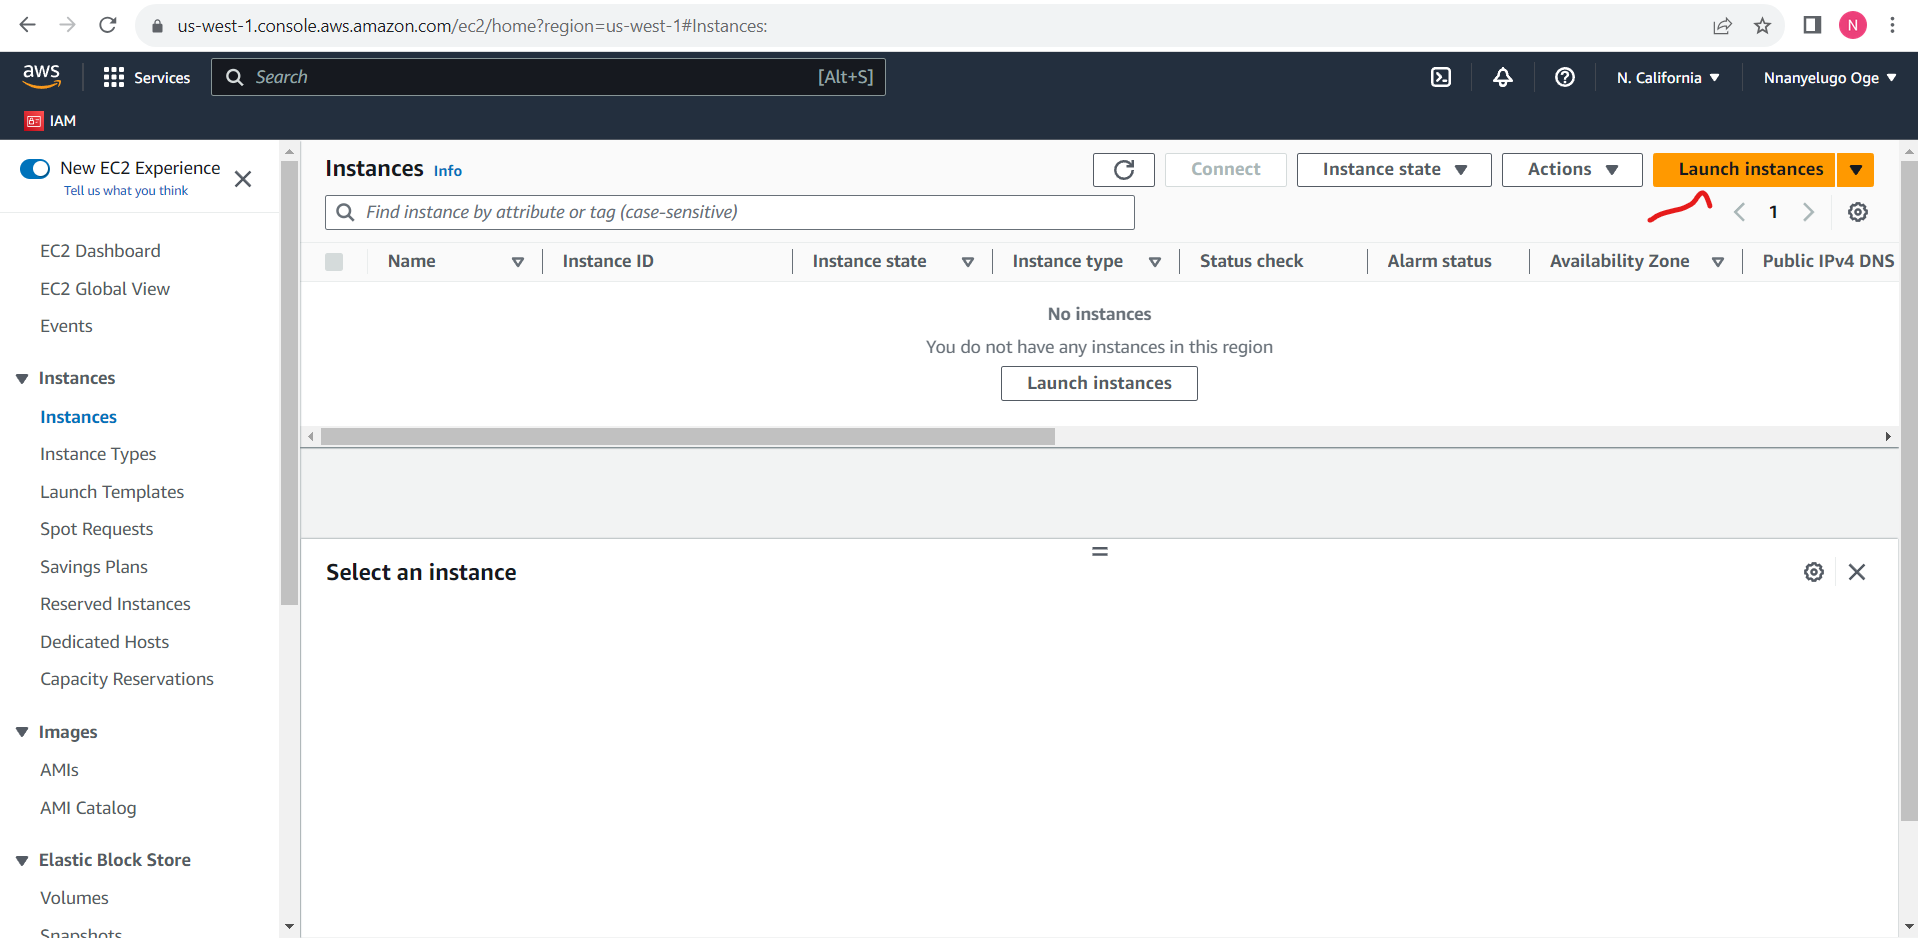 us-west-1.console.aws.amazon.com/ec2/home?region=us-west-1#Instances:
N
aws
Services
Search
[Alt+S]
N. California
Nnanyelugo Oge
IAM
New EC2 Experience
Tell us what you think
EC2 Dashboard
EC2 Global View
Events
Instances
Instances
Instance Types
Launch Templates
Spot Requests
Savings Plans
Reserved Instances
Dedicated Hosts
Capacity Reservations
Images
AMIs
AMI Catalog
Elastic Block Store
Volumes
Snapshots
Instances Info
Connect
Instance state
Actions
Launch instances
Find instance by attribute or tag (case-sensitive)
1
Name
Instance ID
Instance state
Instance type
Status check
Alarm status
Availability Zone
Public IPv4 DNS
No instances
You do not have any instances in this region
Launch instances
Select an instance